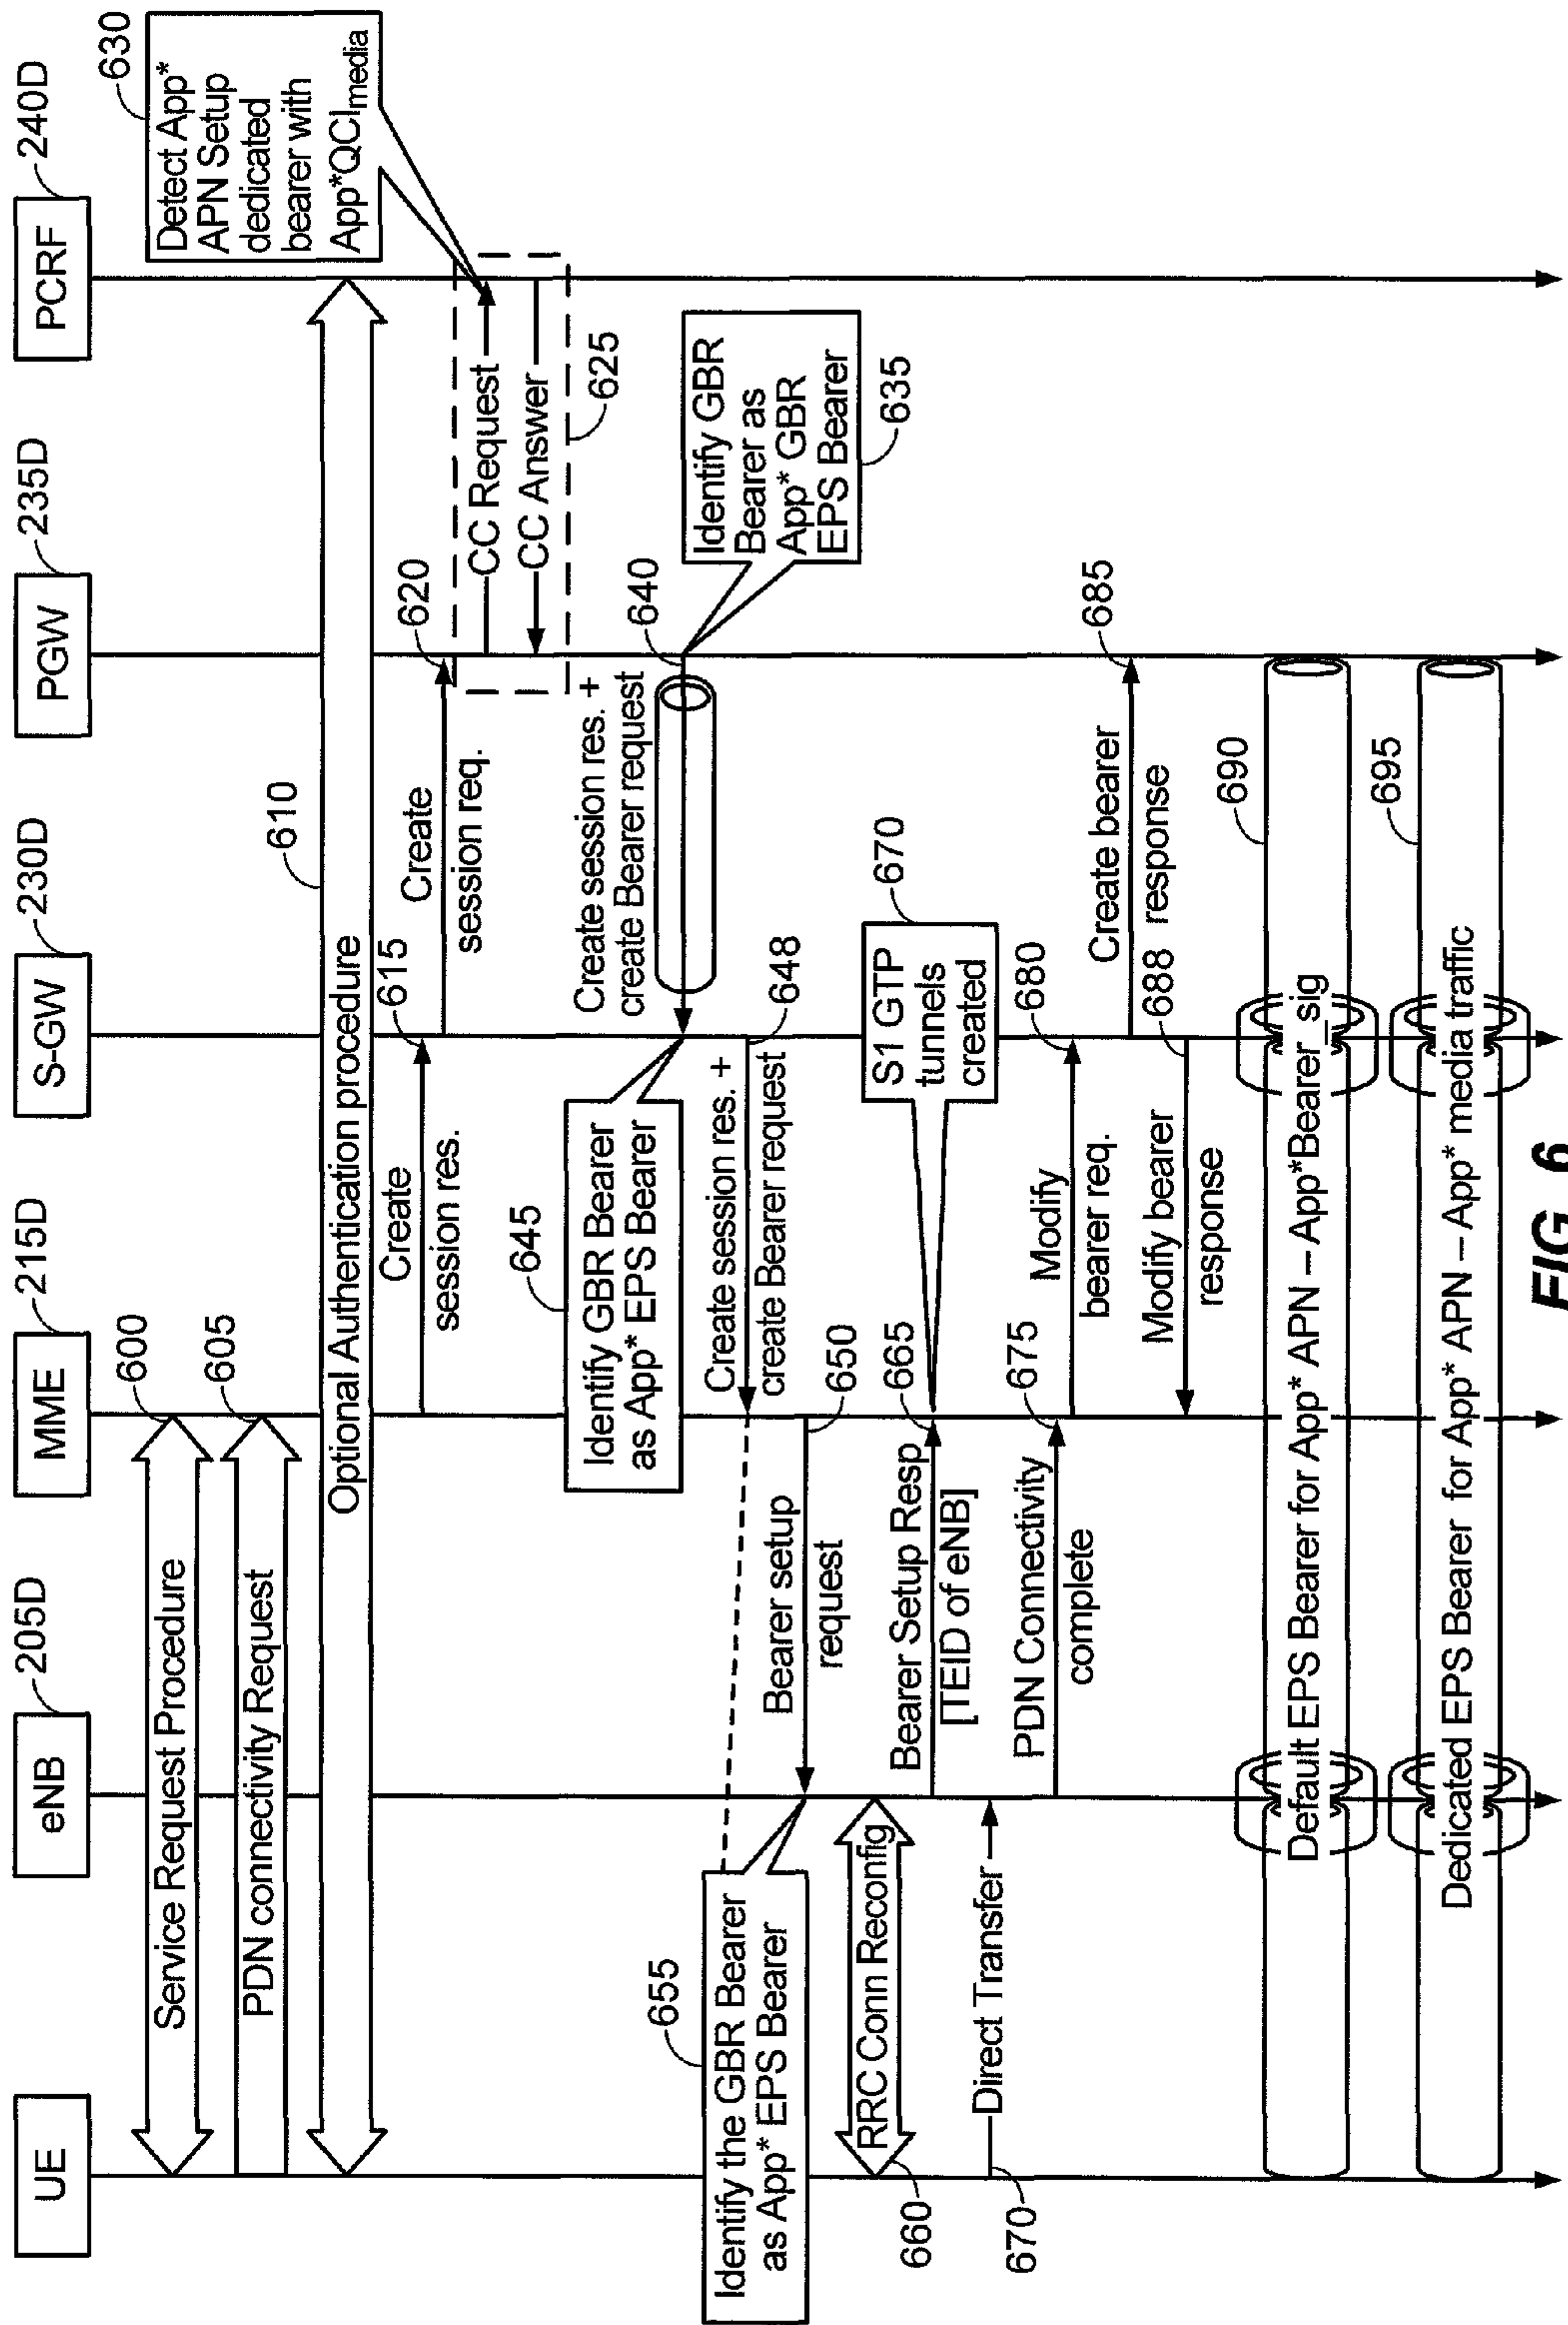 UE
eNB
205D
MME
215D
S-GW
230D
PGW
235D
PCRF
240D
Service Request Procedure
600
PDN connectivity Request
605
Optional Authentication procedure
610
Create
session res.
615
Create
session req.
620
CC Request
CC Answer
625
Detect App*
APN Setup
dedicated
bearer with
App*QCImedia
630
Identify GBR
Bearer as
App* GBR
EPS Bearer
635
Create session res. +
create Bearer request
640
Identify GBR Bearer
as App* EPS Bearer
645
Create session res. +
create Bearer request
648
Bearer setup
request
650
Identify the GBR Bearer
as App* EPS Bearer
655
RRC Conn Reconfig
660
Bearer Setup Resp
[TEID of eNB]
665
S1 GTP
tunnels
created
670
Direct Transfer
670
PDN Connectivity
complete
675
Modify
bearer req.
680
Create bearer
response
685
Modify bearer
response
688
Default EPS Bearer for App* APN – App*Bearer_sig
690
Dedicated EPS Bearer for App* APN – App* media traffic
695
FIG. 6